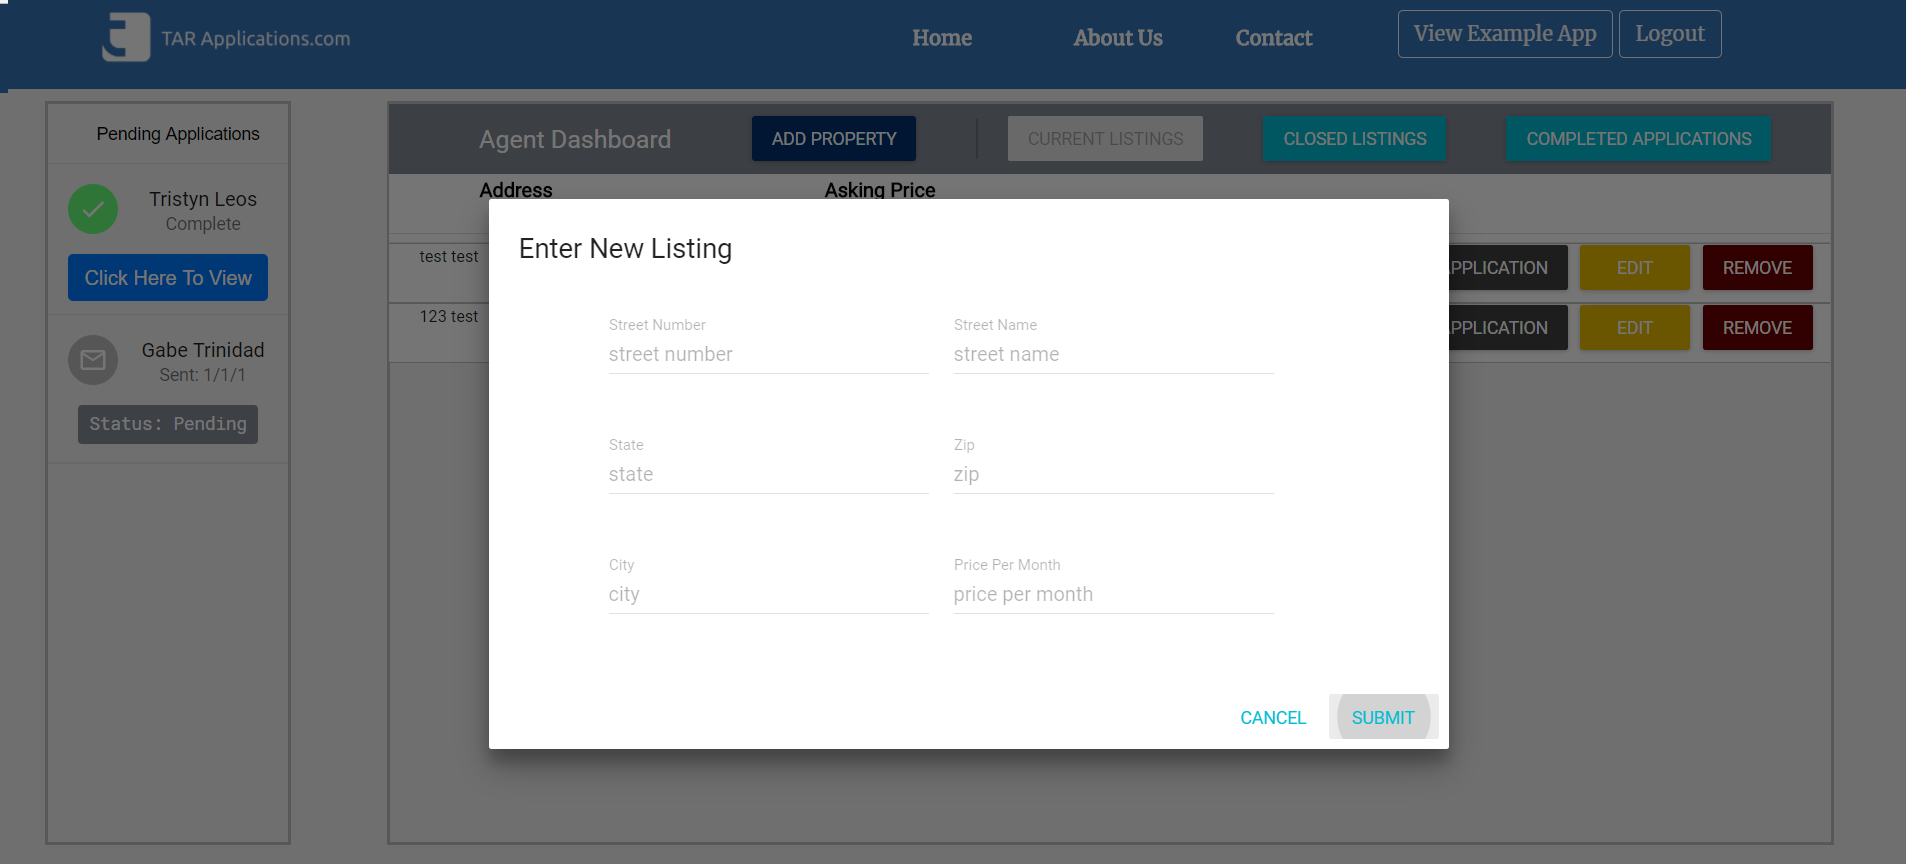 TAR Applications.com
Home About Us Contact View Example App Logout
Pending Applications
Tristyn Leos
Complete
Click Here To View
Gabe Trinidad
Sent: 1/1/1
Status: Pending
Agent Dashboard ADD PROPERTY CURRENT LISTINGS CLOSED LISTINGS COMPLETED APPLICATIONS
Address Asking Price
test test PPLICATION EDIT REMOVE
123 test PPLICATION EDIT REMOVE
Enter New Listing
Street Number Street Name
street number street name
State Zip
state zip
City Price Per Month
city price per month
CANCEL SUBMIT